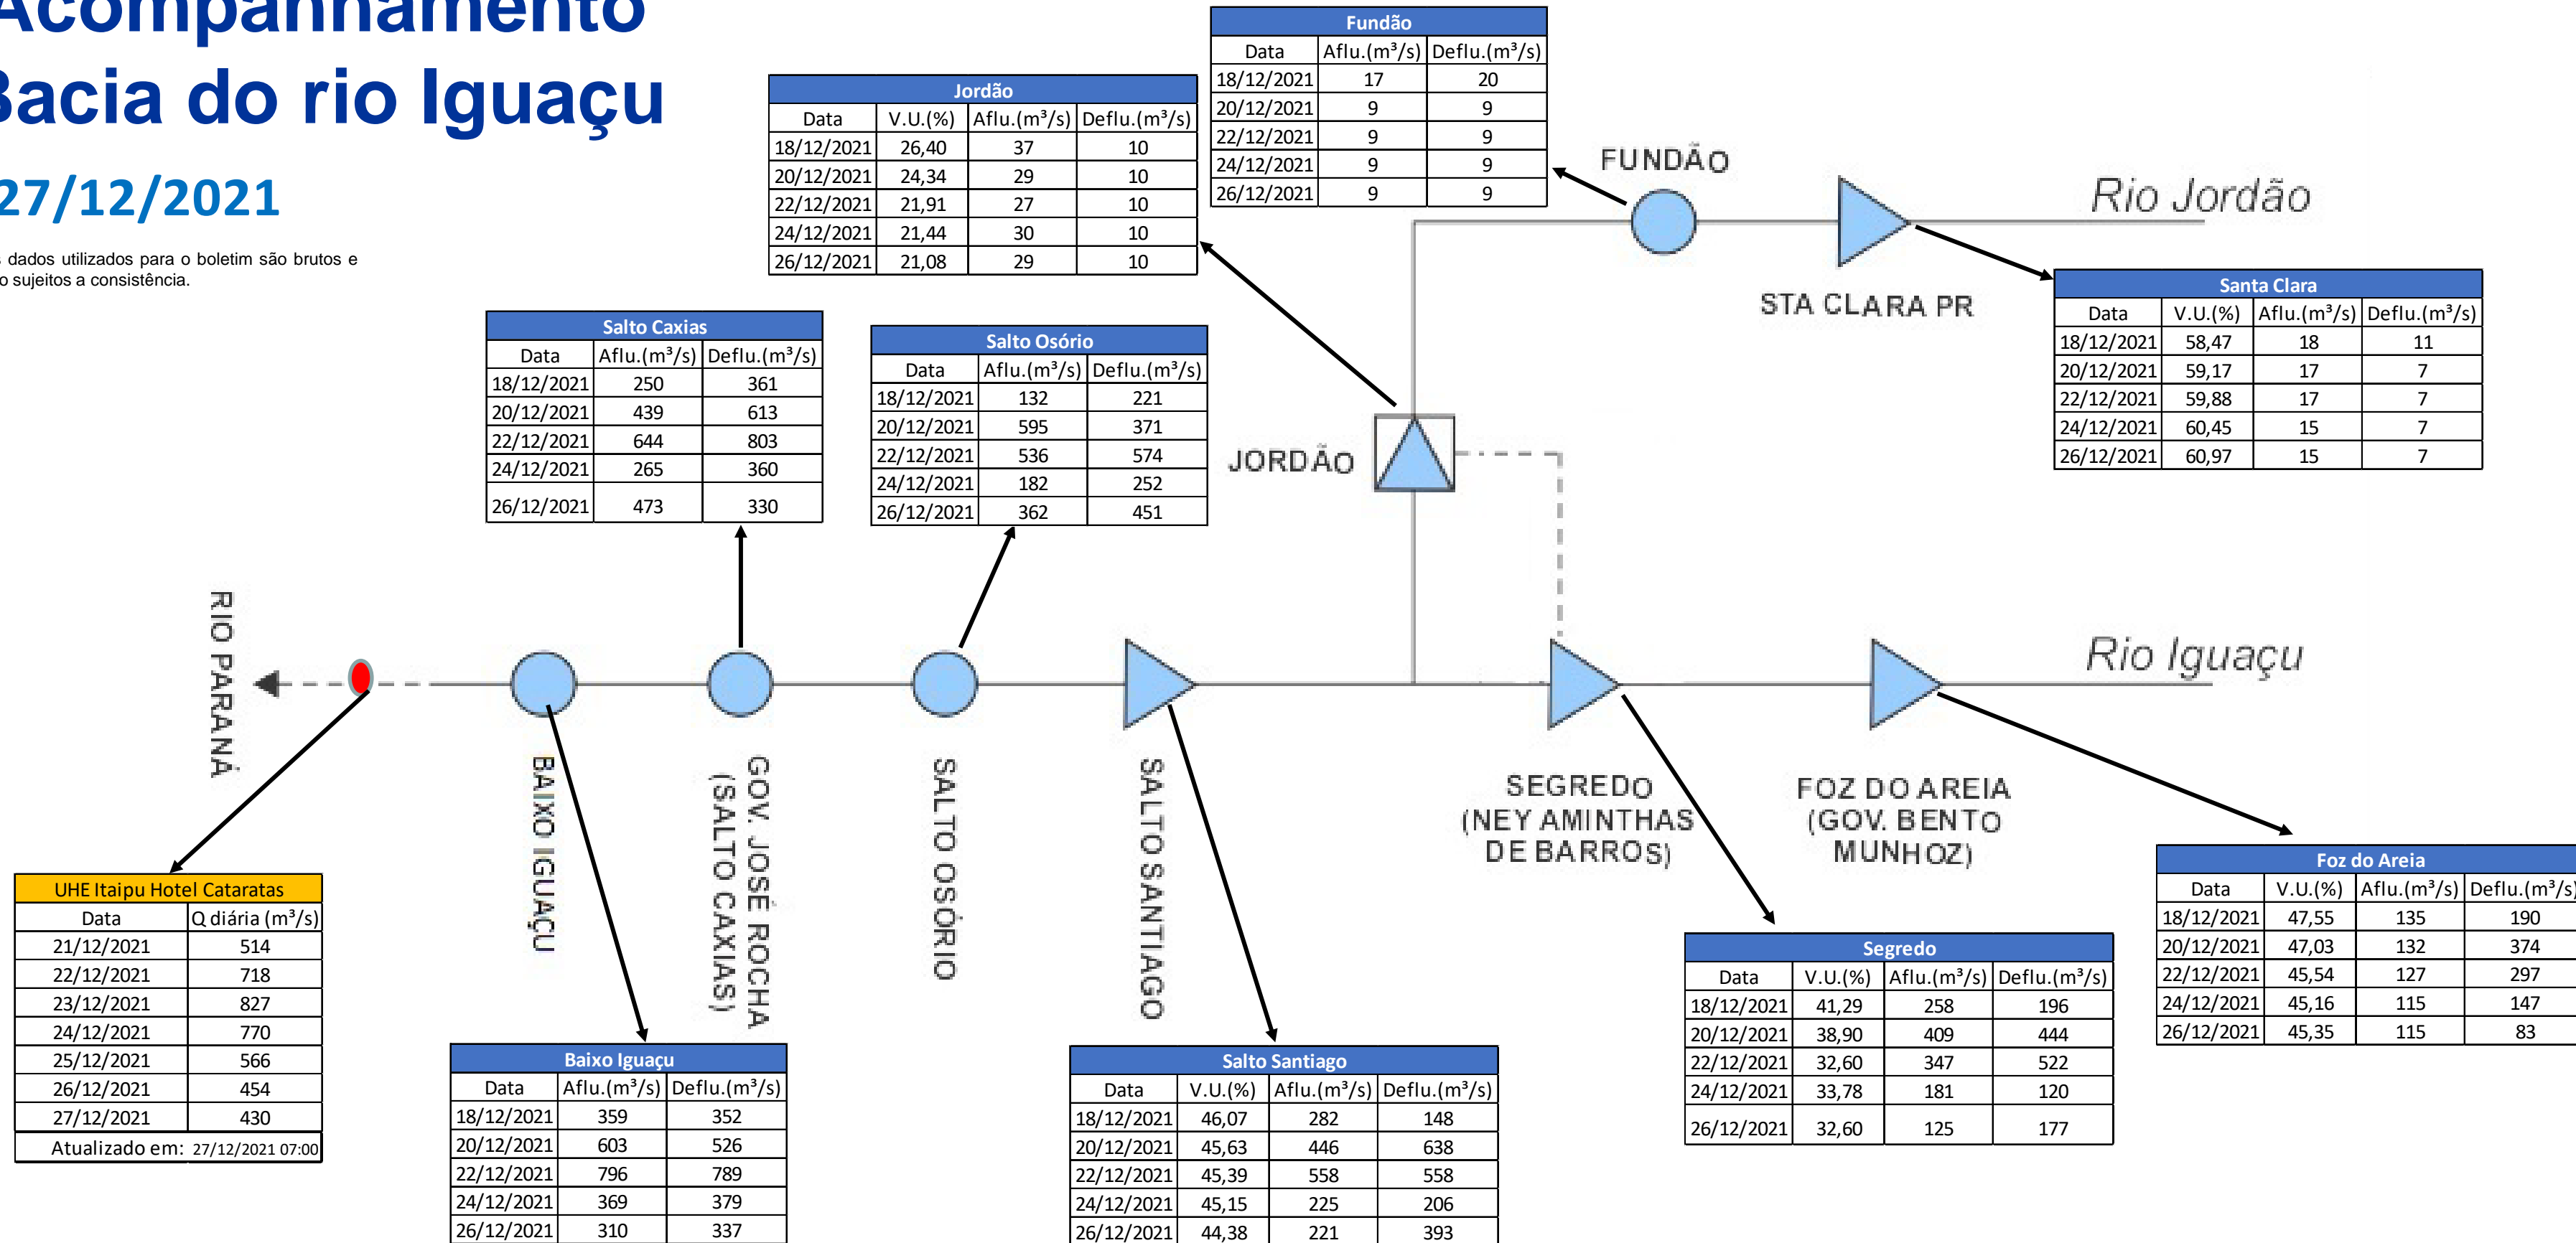 Acompanhamento
Bacia do rio Iguaçu
27/12/2021
s dados utilizados para o boletim são brutos e
o sujeitos a consistência.
Fundão
Data Aflu.(m³/s) Deflu.(m³/s)
18/12/2021 17 20
20/12/2021 9 9
22/12/2021 9 9
24/12/2021 9 9
26/12/2021 9 9
Jordão
Data V.U.(%) Aflu.(m³/s) Deflu.(m³/s)
18/12/2021 26,40 37 10
20/12/2021 24,34 29 10
22/12/2021 21,91 27 10
24/12/2021 21,44 30 10
26/12/2021 21,08 29 10
FUNDÃO
Rio Jordão
STA CLARA PR
Santa Clara
Data V.U.(%) Aflu.(m³/s) Deflu.(m³/s)
18/12/2021 58,47 18 11
20/12/2021 59,17 17 7
22/12/2021 59,88 17 7
24/12/2021 60,45 15 7
26/12/2021 60,97 15 7
Salto Caxias
Data Aflu.(m³/s) Deflu.(m³/s)
18/12/2021 250 361
20/12/2021 439 613
22/12/2021 644 803
24/12/2021 265 360
26/12/2021 473 330
Salto Osório
Data Aflu.(m³/s) Deflu.(m³/s)
18/12/2021 132 221
20/12/2021 595 371
22/12/2021 536 574
24/12/2021 182 252
26/12/2021 362 451
JORDÃO
RIO PARANÁ
Rio Iguaçu
BAIXO IGUAÇU
GOV. JOSÉ ROCHA
(SALTO CAXIAS)
SALTO OSÓRIO
SALTO SANTIAGO
SEGREDO
(NEY AMINTHAS
DE BARROS)
FOZ DO AREIA
(GOV. BENTO
MUNHOZ)
UHE Itaipu Hotel Cataratas
Data Q diária (m³/s)
21/12/2021 514
22/12/2021 718
23/12/2021 827
24/12/2021 770
25/12/2021 566
26/12/2021 454
27/12/2021 430
Atualizado em: 27/12/2021 07:00
Baixo Iguaçu
Data Aflu.(m³/s) Deflu.(m³/s)
18/12/2021 359 352
20/12/2021 603 526
22/12/2021 796 789
24/12/2021 369 379
26/12/2021 310 337
Salto Santiago
Data V.U.(%) Aflu.(m³/s) Deflu.(m³/s)
18/12/2021 46,07 282 148
20/12/2021 45,63 446 638
22/12/2021 45,39 558 558
24/12/2021 45,15 225 206
26/12/2021 44,38 221 393
Segredo
Data V.U.(%) Aflu.(m³/s) Deflu.(m³/s)
18/12/2021 41,29 258 196
20/12/2021 38,90 409 444
22/12/2021 32,60 347 522
24/12/2021 33,78 181 120
26/12/2021 32,60 125 177
Foz do Areia
Data V.U.(%) Aflu.(m³/s) Deflu.(m³/s)
18/12/2021 47,55 135 190
20/12/2021 47,03 132 374
22/12/2021 45,54 127 297
24/12/2021 45,16 115 147
26/12/2021 45,35 115 83